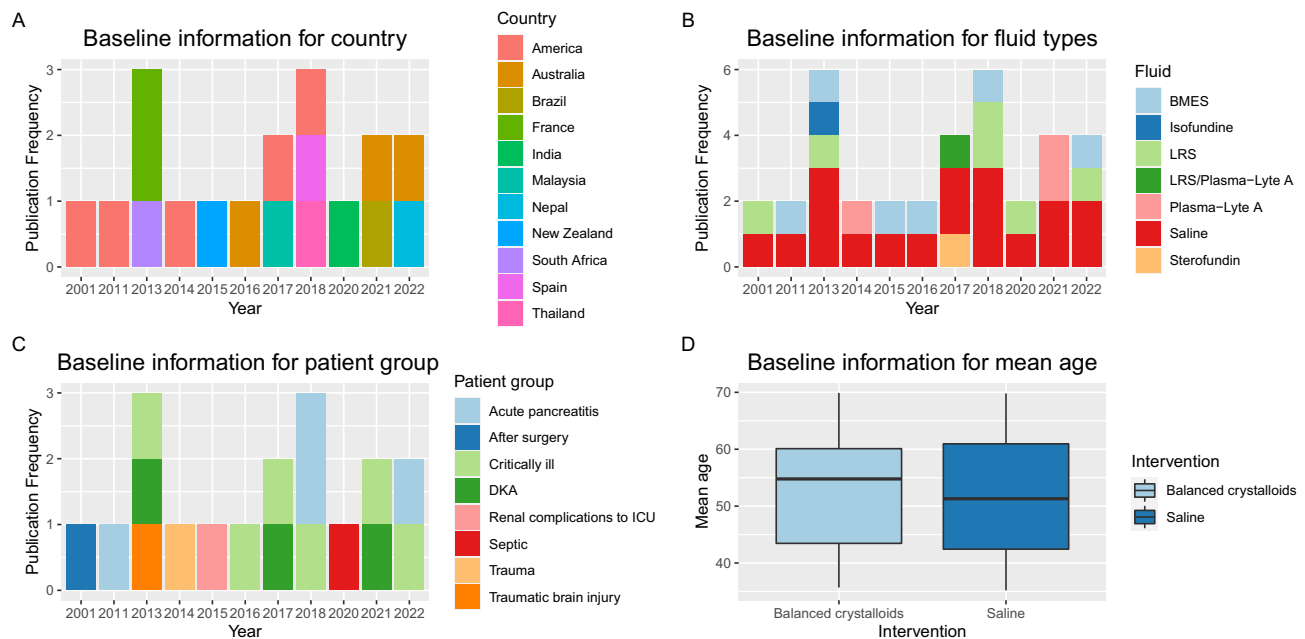 A
Baseline information for country
Publication Frequency
3
2
1
0
2001 2011 2013 2014 2015 2016 2017 2018 2020 2021 2022
Year
Country
America
Australia
Brazil
France
India
Malaysia
Nepal
New Zealand
South Africa
Spain
Thailand
B
Baseline information for fluid types
Publication Frequency
6
4
2
0
2001 2011 2013 2014 2015 2016 2017 2018 2020 2021 2022
Year
Fluid
BMES
Isofundine
LRS
LRS/Plasma−Lyte A
Plasma−Lyte A
Saline
Sterofundin
C
Baseline information for patient group
Publication Frequency
3
2
1
0
2001 2011 2013 2014 2015 2016 2017 2018 2020 2021 2022
Year
Patient group
Acute pancreatitis
After surgery
Critically ill
DKA
Renal complications to ICU
Septic
Trauma
Traumatic brain injury
D
Baseline information for mean age
Mean age
70
60
50
40
Balanced crystalloids Saline
Intervention
Intervention
Balanced crystalloids
Saline